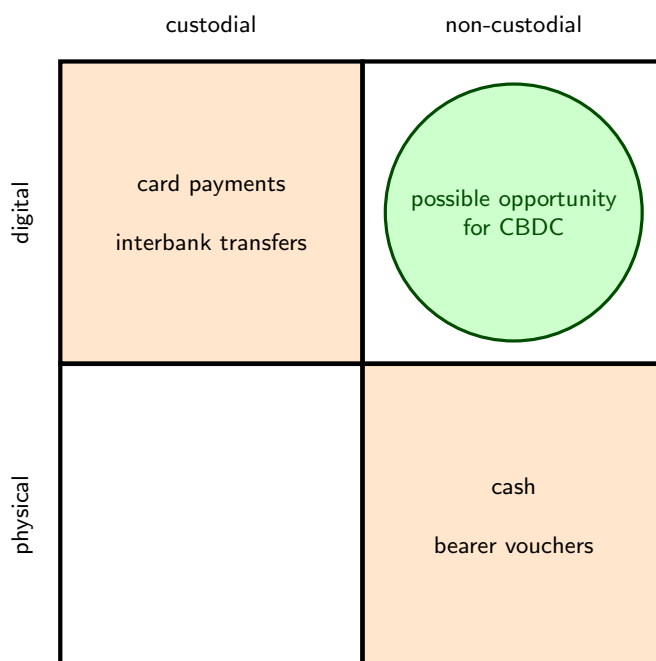 custodial
non-custodial
digital
card payments
interbank transfers
possible opportunity
for CBDC
physical
cash
bearer vouchers